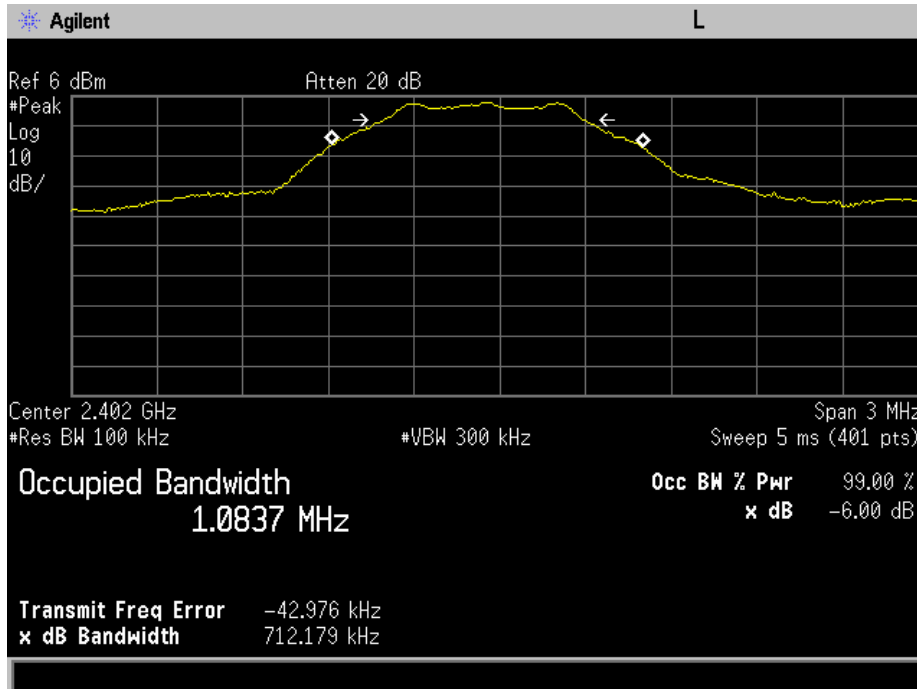 Agilent L
Ref 6 dBm Atten 20 dB
#Peak
Log
10
dB/
Center 2.402 GHz Span 3 MHz
#Res BW 100 kHz #VBW 300 kHz Sweep 5 ms (401 pts)
Occupied Bandwidth
1.0837 MHz
Occ BW % Pwr 99.00 %
x dB -6.00 dB
Transmit Freq Error -42.976 kHz
x dB Bandwidth 712.179 kHz